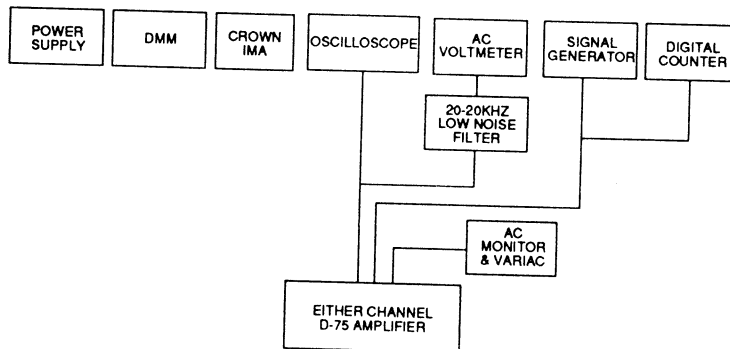 POWER
SUPPLY
DMM
CROWN
IMA
OSCILLOSCOPE
AC
VOLTMETER
SIGNAL
GENERATOR
DIGITAL
COUNTER
20-20KHZ
LOW NOISE
FILTER
AC
MONITOR
& VARIAC
EITHER CHANNEL
D-75 AMPLIFIER